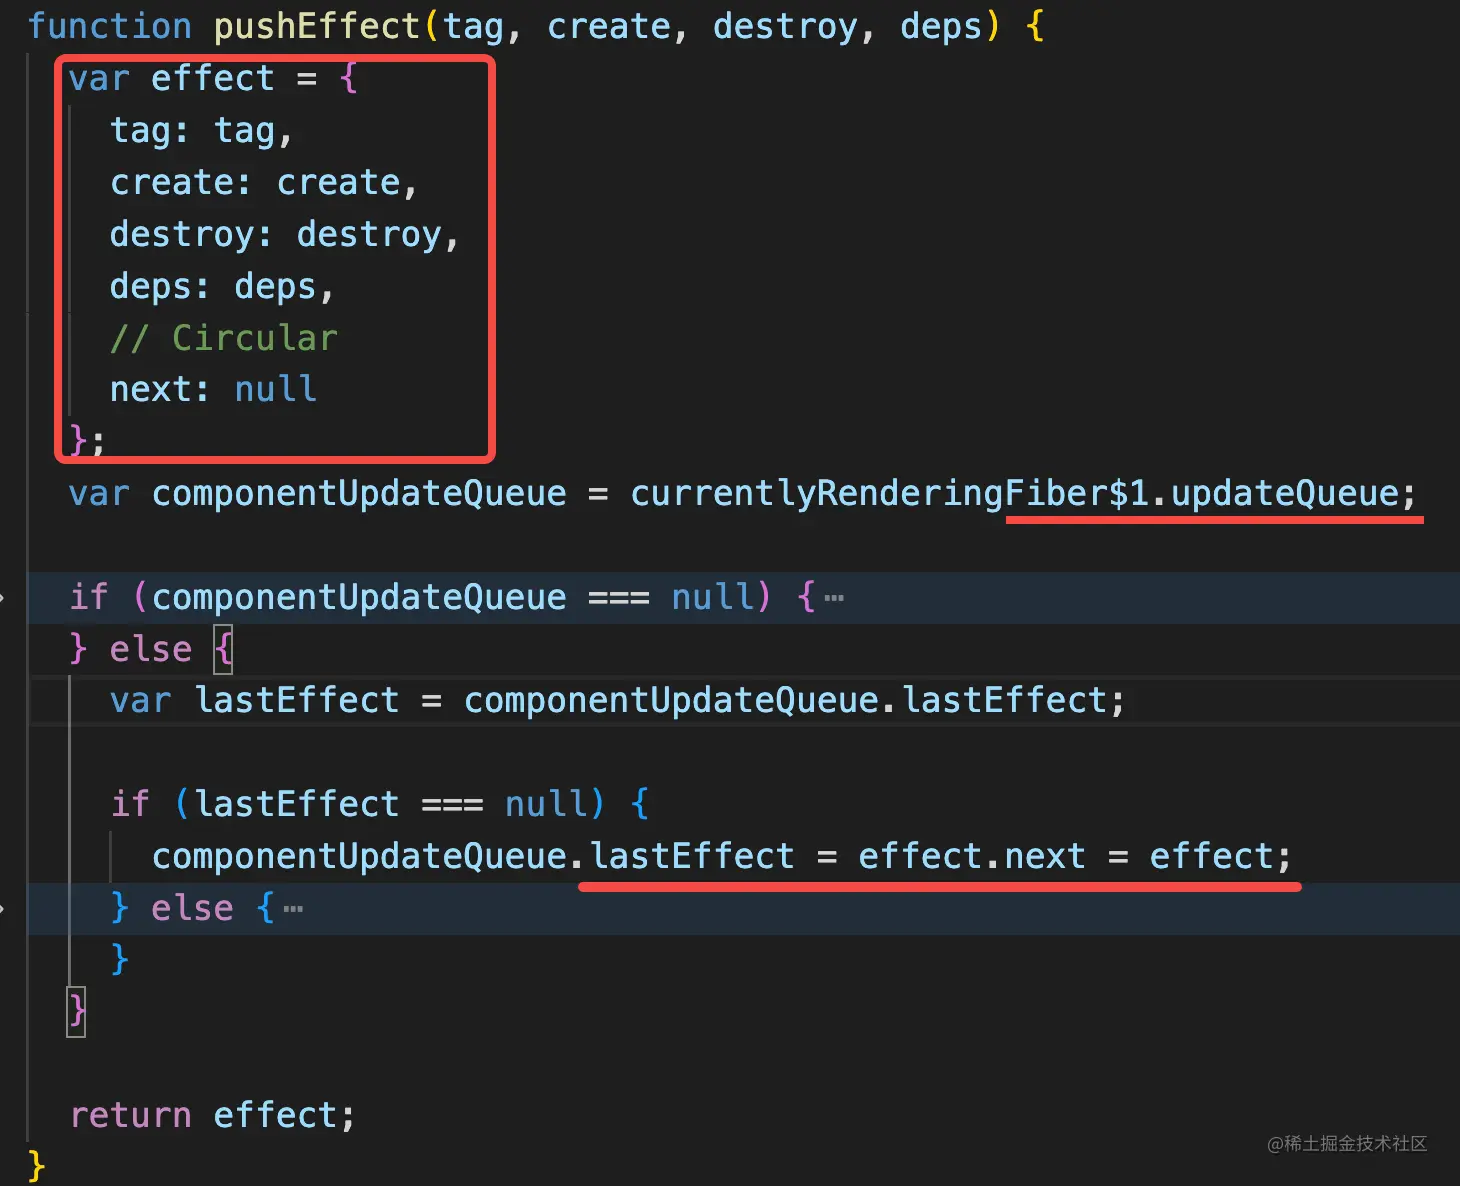 function pushEffect(tag, create, destroy, deps) {
  var effect = {
    tag: tag,
    create: create,
    destroy: destroy,
    deps: deps,
    // Circular
    next: null
  };
  var componentUpdateQueue = currentlyRenderingFiber$1.updateQueue;
  if (componentUpdateQueue === null) {⋯
  } else {
    var lastEffect = componentUpdateQueue.lastEffect;
    if (lastEffect === null) {
      componentUpdateQueue.lastEffect = effect.next = effect;
    } else {⋯
    }
  }
  return effect;
}
@稀土掘金技术社区